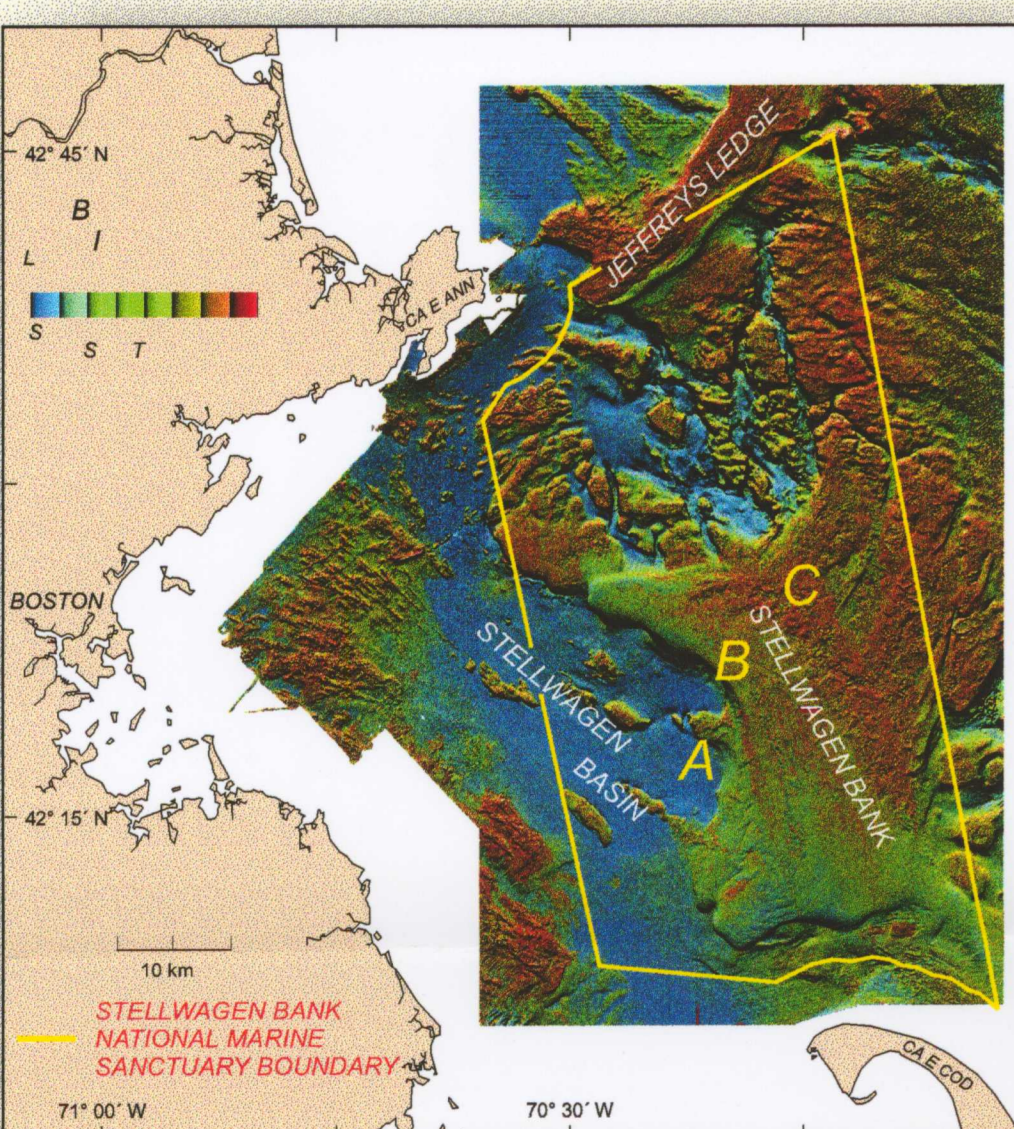 42° 45´ N
B
I
L
S
S T
JEFFREYS LEDGE
CA E ANN
BOSTON
C
B
STELLWAGEN BANK
STELLWAGEN
BASIN
A
42° 15´ N
10 km
STELLWAGEN BANK
NATIONAL MARINE
SANCTUARY BOUNDARY
CA E COD
71° 00´ W
70° 30´ W